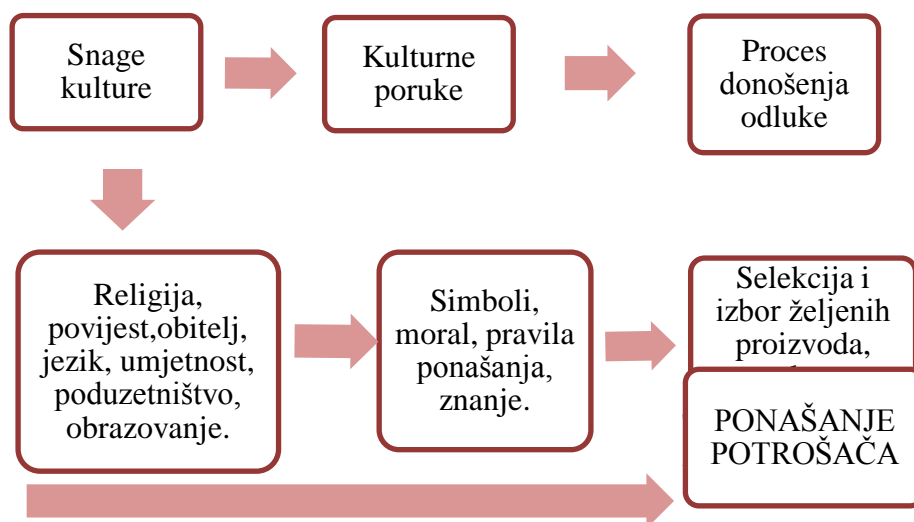 Snage
kulture
Kulturne
poruke
Proces
donošenja
odluke
Religija,
povijest,obitelj,
jezik, umjetnost,
poduzetništvo,
obrazovanje.
Simboli,
moral, pravila
ponašanja,
znanje.
Selekcija i
izbor željenih
proizvoda,
PONAŠANJE
POTROŠAČA